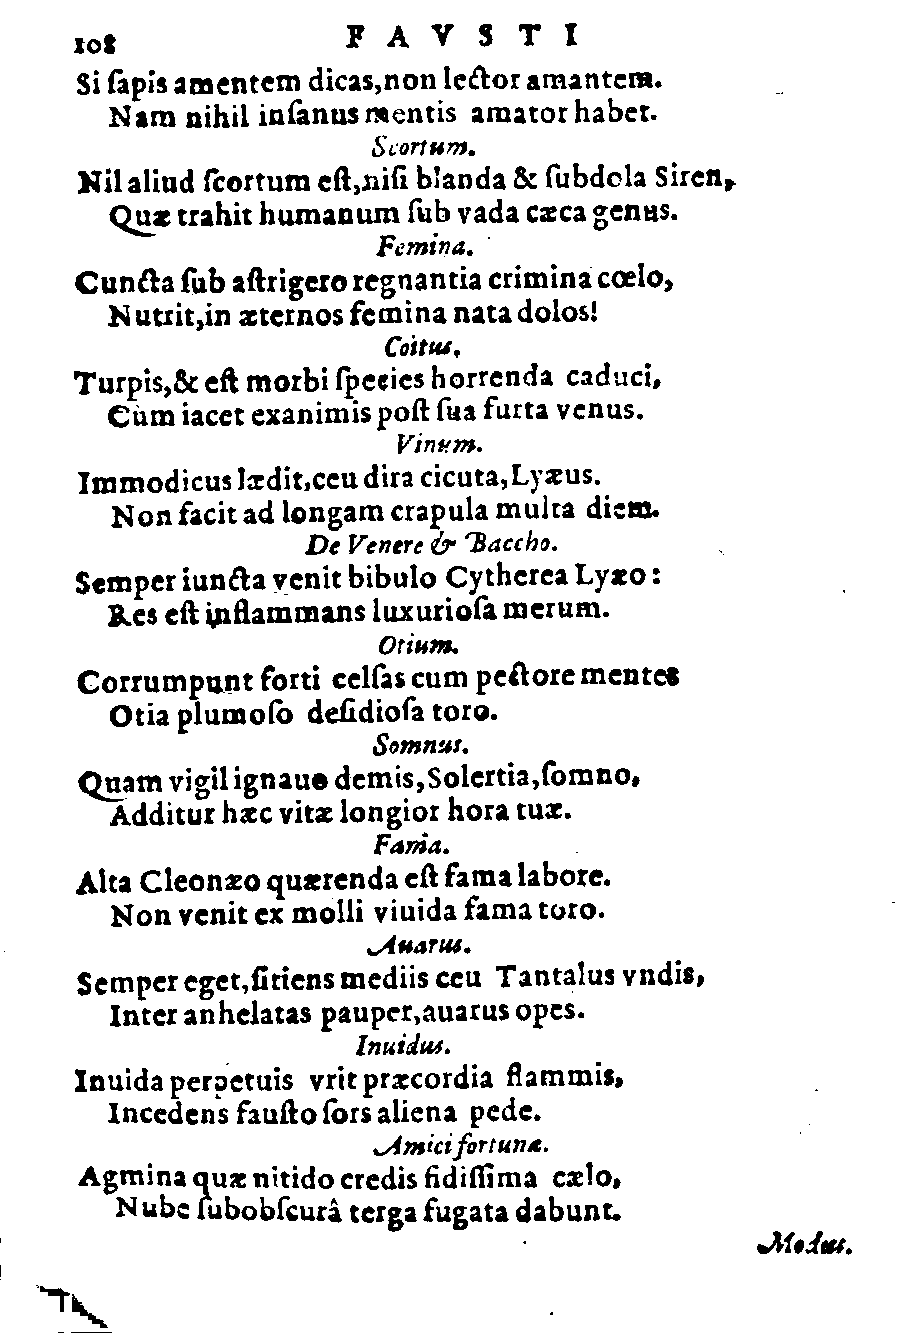 108 FAVSTI
Si ſapis amentem dicas, non lector amantem.
Nam nihil inſanus mentis amator habet.
Scortum.
Nil aliud ſcortum eſt, niſi blanda & ſubdola Siren,
Quæ trahit humanum ſub vada cæca genus.
Femina.
Cuncta ſub aſtrigero regnantia crimina cœlo,
Nutrit, in æternos femina nata dolos!
Coitus.
Turpis, & eſt morbi ſpecies horrenda caduci,
Cùm iacet exanimis poſt ſua furta venus.
Vinum.
Immodicus lædit, ceu dira cicuta, Lyæus.
Non facit ad longam crapula multa diem.
De Venere & Baccho.
Semper iuncta venit bibulo Cytherea Lyæo:
Res eſt inflammans luxurioſa merum.
Otium.
Corrumpunt forti celſas cum pectore mentes
Otia plumoſo deſidioſa toro.
Somnus.
Quam vigil ignauo demis, Solertia, ſomno,
Additur hæc vitæ longior hora tuæ.
Fama.
Alta Cleonæo quærenda eſt fama labore.
Non venit ex molli viuida fama toro.
Auarus.
Semper eget, ſitiens mediis ceu Tantalus vndis,
Inter anhelatas pauper, auarus opes.
Inuidus.
Inuida perpetuis vrit præcordia flammis,
Incedens fauſto ſors aliena pede.
Amici fortunæ.
Agmina quæ nitido credis fidiſſima cælo,
Nube ſubobſcurâ terga fugata dabunt.
Modus.